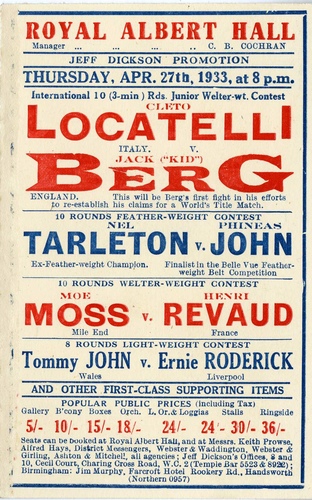 ROYAL ALBERT HALL
Manager ... ... ... ... .. C. B. COCHRAN
JEFF DICKSON PROMOTION
THURSDAY, APR. 27th, 1933, at 8 p.m.
International 10 (3-min) Rds. Junior Welter-wt. Contest
CLETO
LOCATELLI
ITALY. V.
JACK ("KID")
BERG
ENGLAND. This will be Berg's first fight in his efforts
to re-establish his claims for a World's Title Match.
10 ROUNDS FEATHER-WEIGHT CONTEST
NEL PHINEAS
TARLETON v. JOHN
Ex-Feather-weight Champion. Finalist in the Belle Vue Feather-
weight Belt Competition
10 ROUNDS WELTER-WEIGHT CONTEST
MOE HENRI
MOSS v. REVAUD
Mile End France
8 ROUNDS LIGHT-WEIGHT CONTEST
Tommy JOHN v. Ernie RODERICK
Wales Liverpool
AND OTHER FIRST-CLASS SUPPORTING ITEMS
POPULAR PUBLIC PRICES (including Tax)
Gallery B'cony Boxes Orch. L, Or., & Loggias Stalls Ringside
5/- 10/- 15/- 18/- 24/- 24/- 30/- 36/-
Seats can be booked at Royal Albert Hall, and at Messrs. Keith Prowse,
Alfred Hays, District Messengers, Webster & Waddington, Webster &
Girling, Ashton & Mitchell, all agencies; Jeff Dickson's Offices, 8 and
10, Cecil Court, Charing Cross Road, W.C. 2 (Temple Bar 5523 & 8920);
Birmingham: Jim Murphy, Farcroft Hotel Rookery Rd., Handsworth
(Northern 0957)